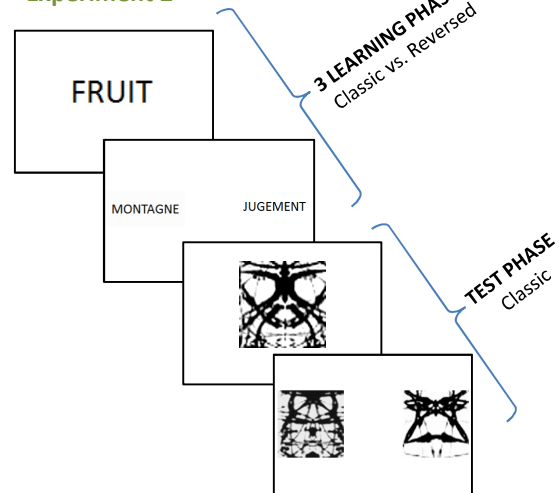 Experiment 2
FRUIT
3 LEARNING PHAS
Classic vs. Reversed
MONTAGNE
JUGEMENT
TEST PHASE
Classic